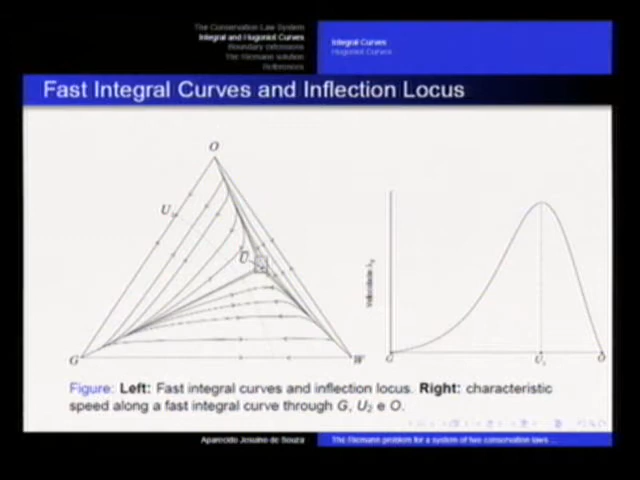 The Conservation Law System
Integral and Hugoniot Curves
Boundary extensions
The Riemann solution
References
Integral Curves
Hugoniot Curves
Fast Integral Curves and Inflection Locus
O
G
W
G
O
Figure: Left: Fast integral curves and inflection locus. Right: characteristic
speed along a fast integral curve through G, U2 e O.
Aparecido Jesuino de Souza
The Riemann problem for a system of two conservation laws ...